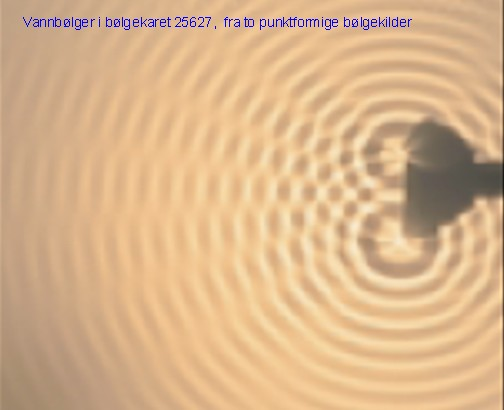 Vannbølger i bølgekaret 25627, fra to punktformige bølgekilder